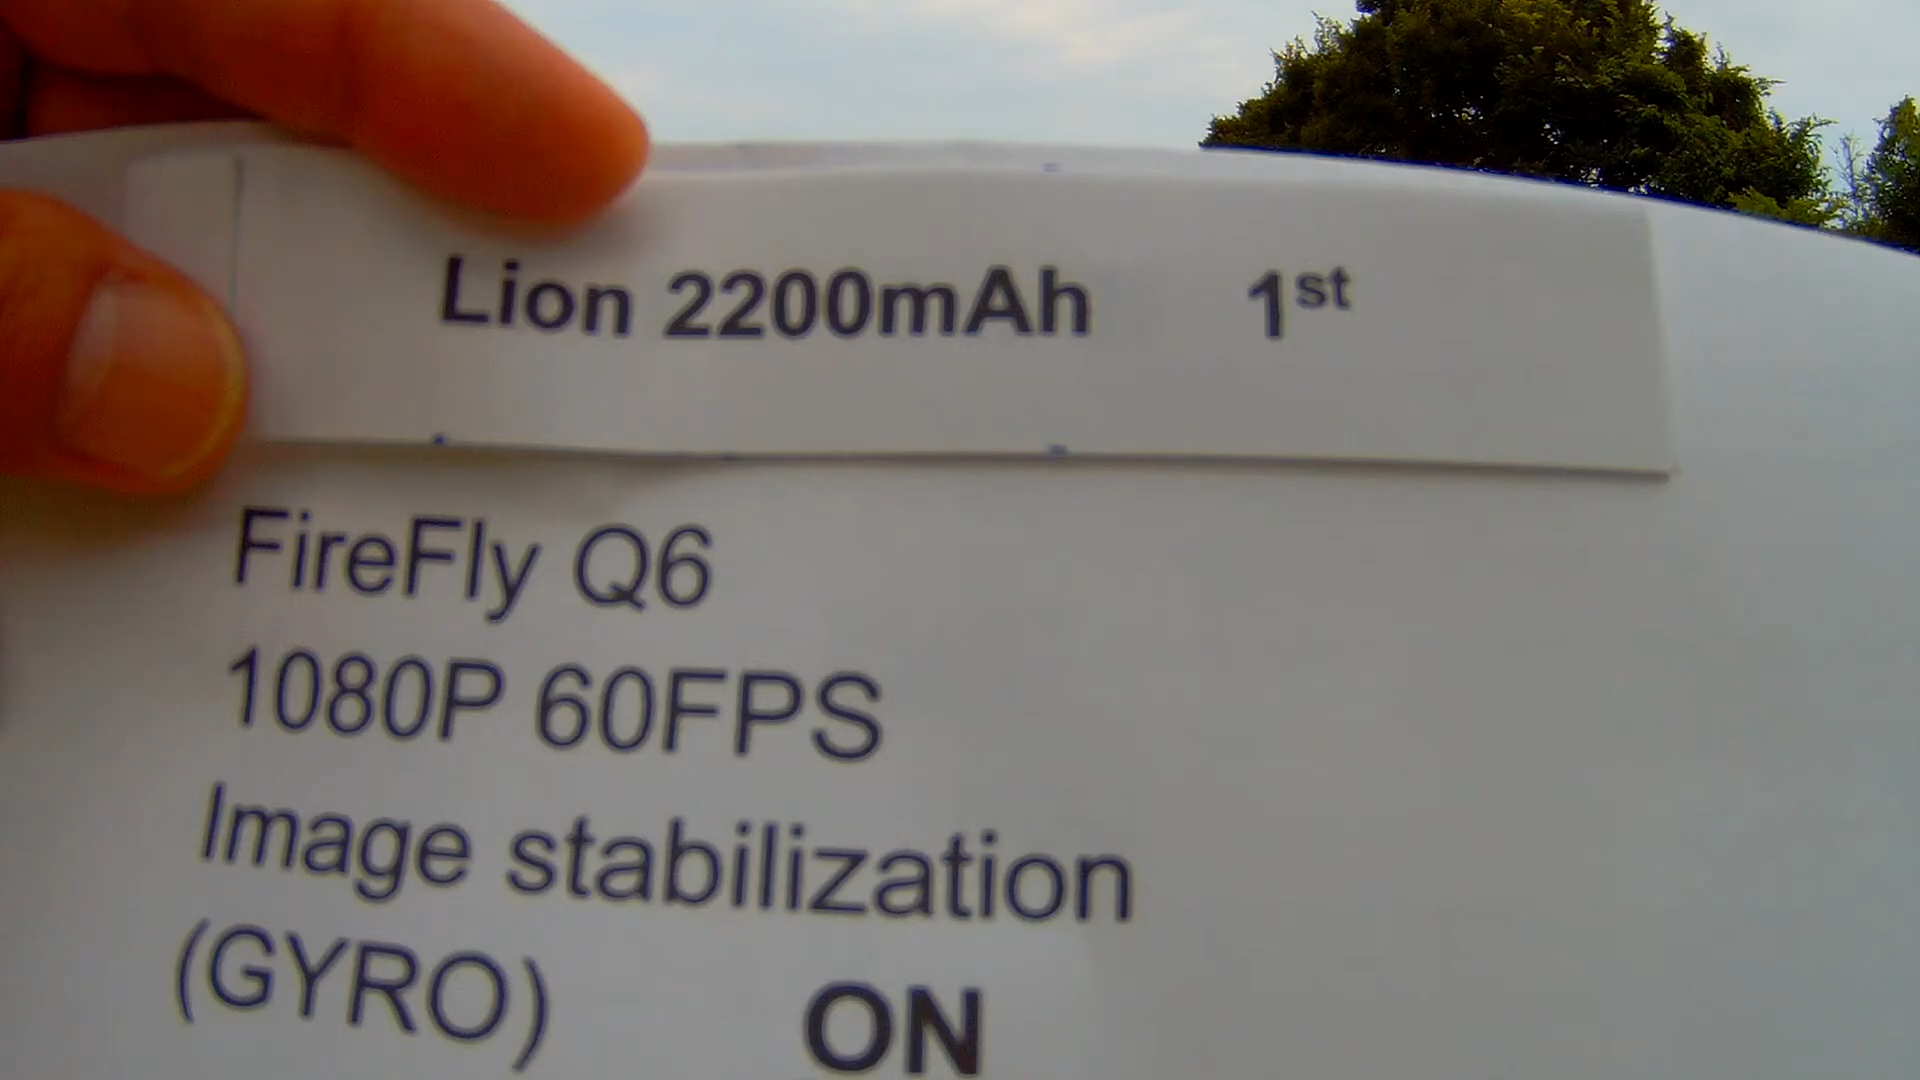 Lion 2200mAh 1st
FireFly Q6
1080P 60FPS
Image stabilization
(GYRO) ON